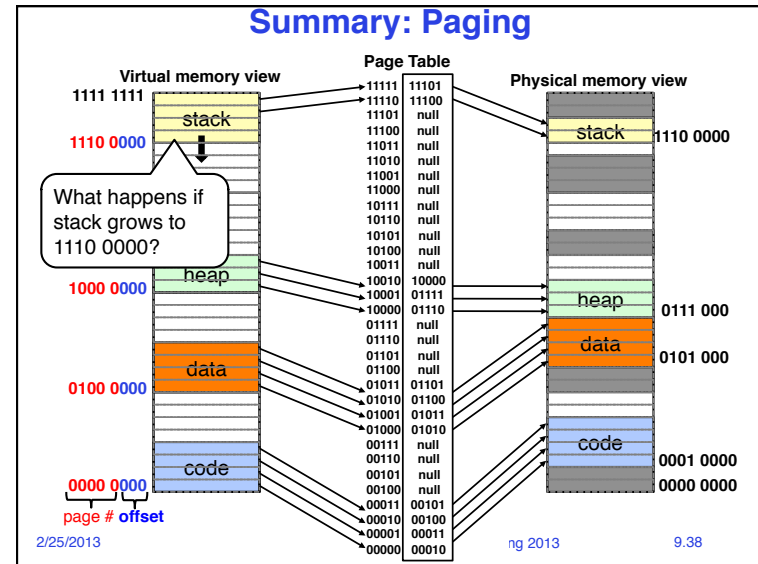 Summary: Paging
Page Table
Virtual memory view
Physical memory view
1111 1111
stack
1110 0000
What happens if
stack grows to
1110 0000?
heap
1000 0000
data
0100 0000
code
0000 0000
page # offset
11111 11101
11110 11100
11101 null
11100 null
11011 null
11010 null
11001 null
11000 null
10111 null
10110 null
10101 null
10100 null
10011 null
10010 10000
10001 01111
10000 01110
01111 null
01110 null
01101 null
01100 null
01011 01101
01010 01100
01001 01011
01000 01010
00111 null
00110 null
00101 null
00100 null
00011 00101
00010 00100
00001 00011
00000 00010
stack
1110 0000
heap
0111 000
data
0101 000
code
0001 0000
0000 0000
2/25/2013
ng 2013
9.38